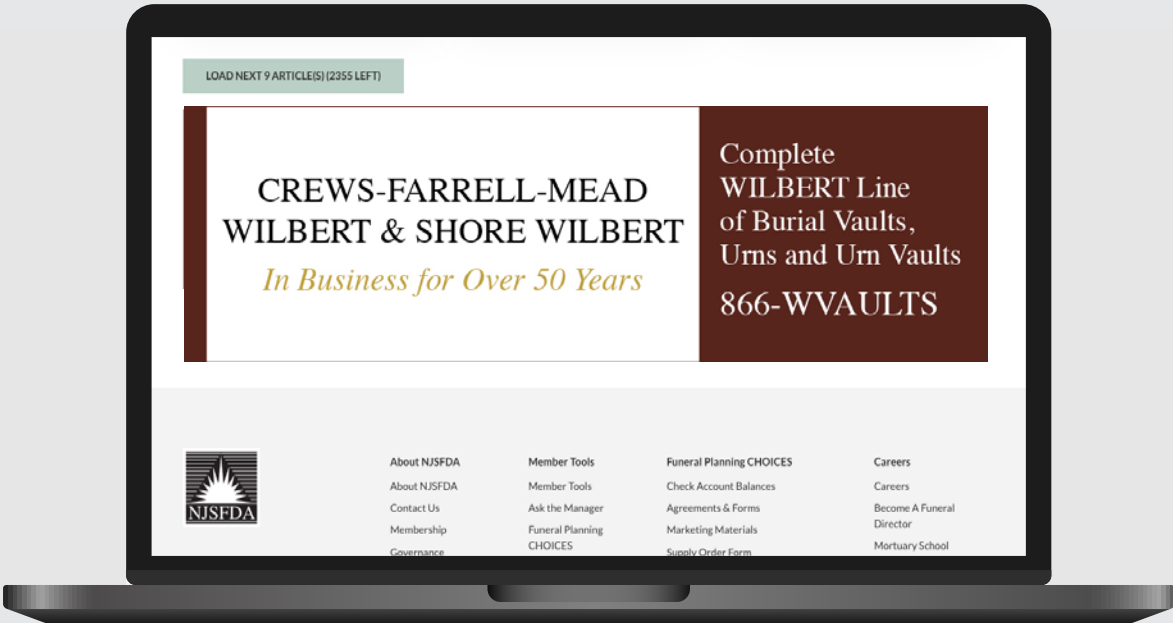 LOAD NEXT 9 ARTICLE(S) (2355 LEFT)
CREWS-FARRELL-MEAD
WILBERT & SHORE WILBERT
In Business for Over 50 Years
Complete
WILBERT Line
of Burial Vaults,
Urns and Urn Vaults
866-WVAULTS
NJSFDA
About NJSFDA
About NJSFDA
Contact Us
Membership
Governance
Member Tools
Member Tools
Ask the Manager
Funeral Planning
CHOICES
Funeral Planning CHOICES
Check Account Balances
Agreements & Forms
Marketing Materials
Supply Order Form
Careers
Careers
Become A Funeral
Director
Mortuary School